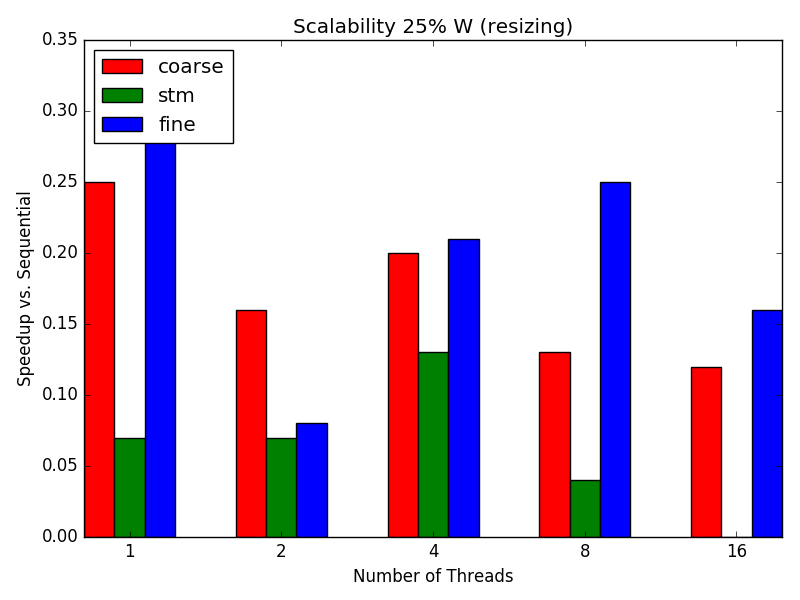 Scalability 25% W (resizing)
0.35
0.30
0.25
0.20
0.15
0.10
0.05
0.00
Speedup vs. Sequential
coarse
stm
fine
1 2 4 8 16
Number of Threads